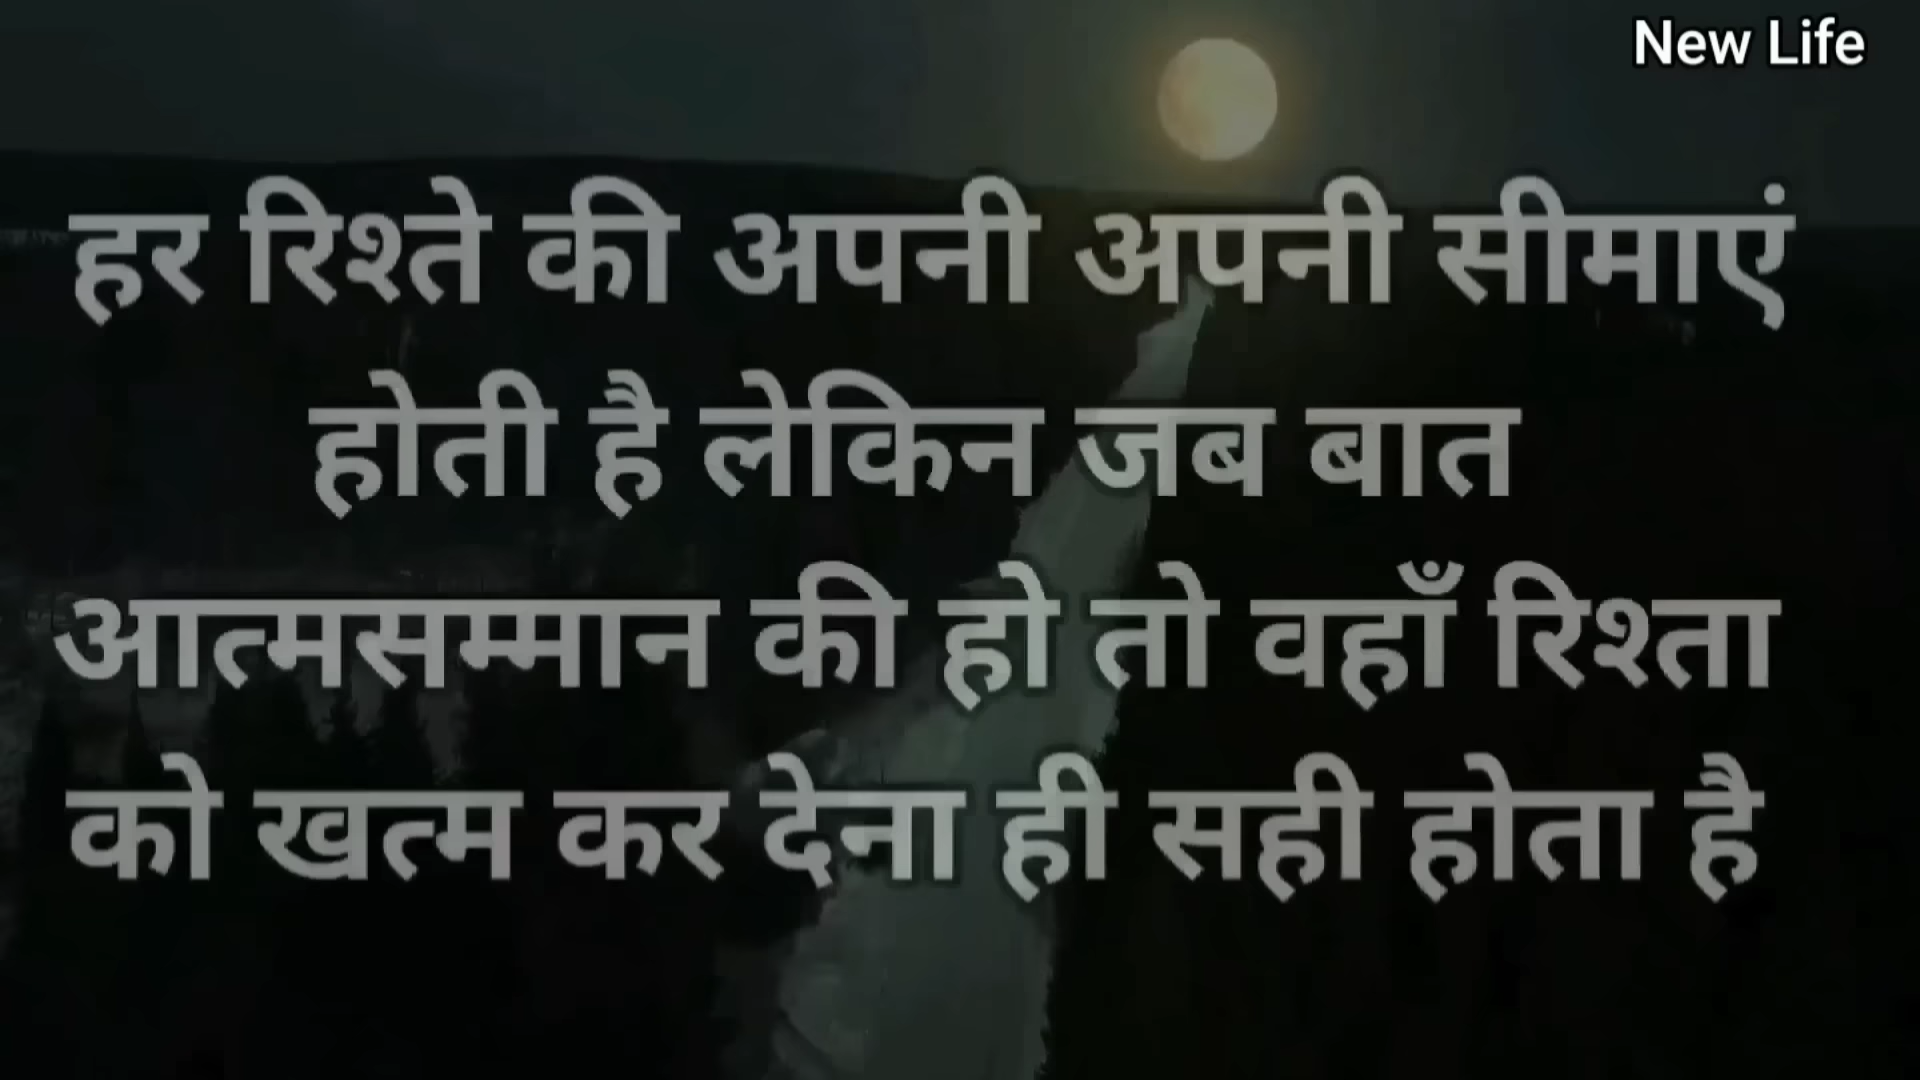 New Life
हर रिश्ते की अपनी अपनी सीमाएं
होती है लेकिन जब बात
आत्मसम्मान की हो तो वहाँ रिश्ता
को खत्म कर देना ही सही होता है